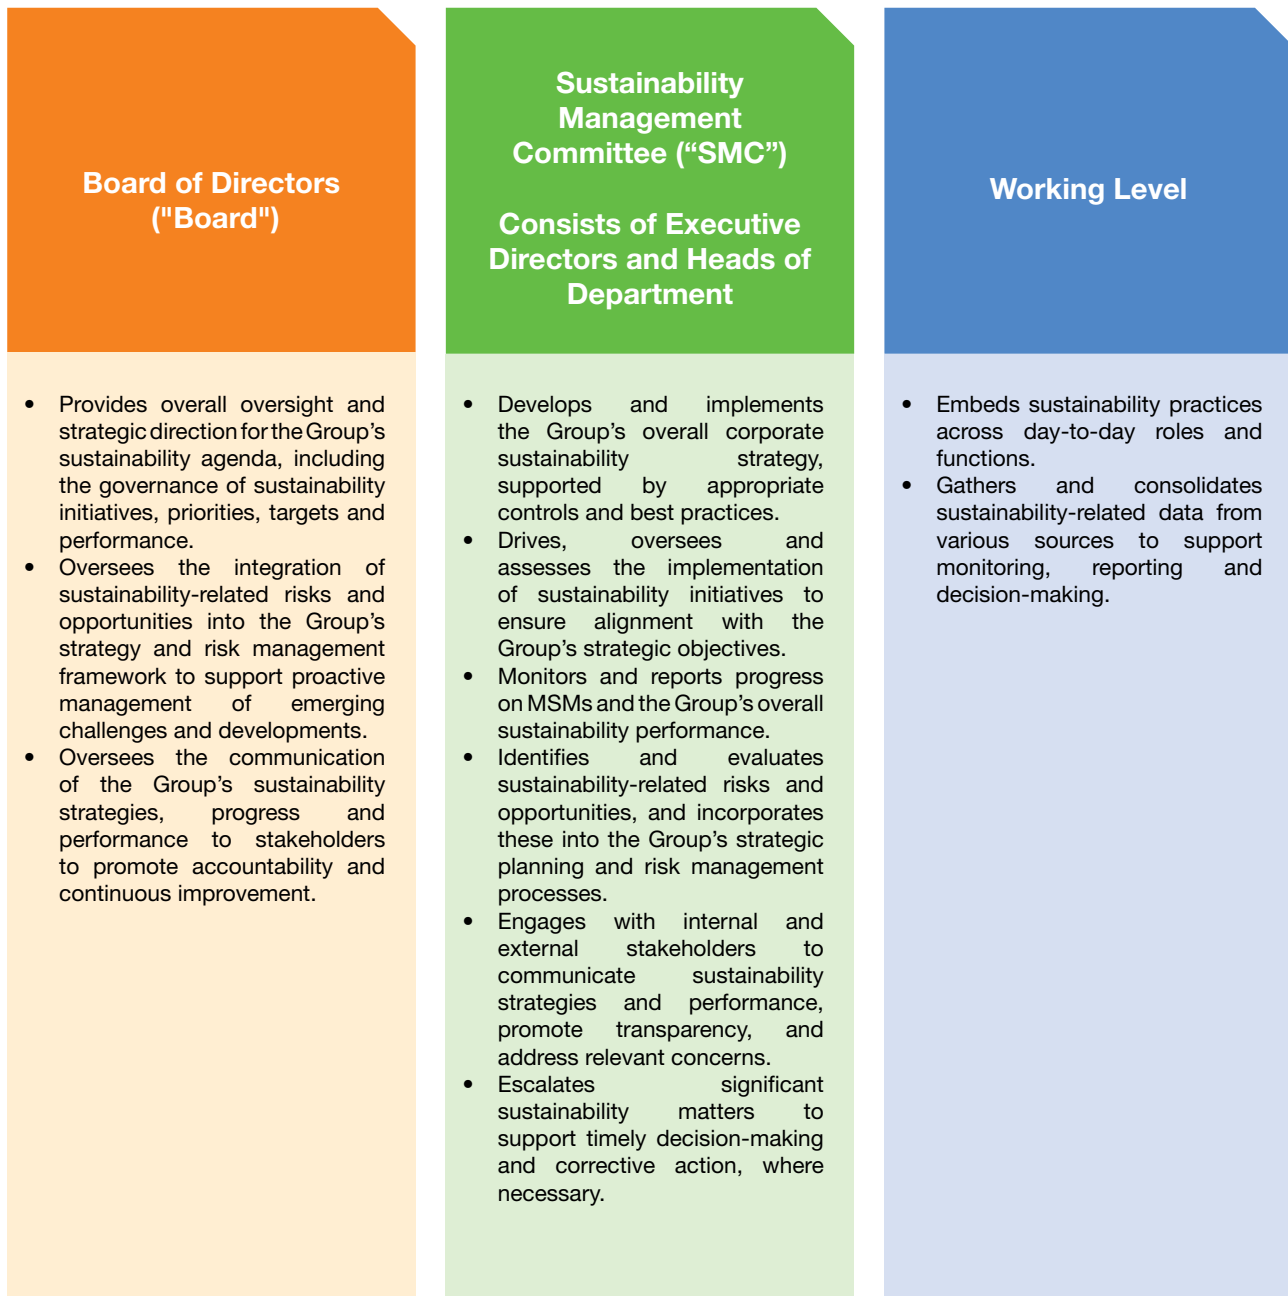 Board of Directors
("Board")
• Provides overall oversight and
strategic direction for the Group’s
sustainability agenda, including
the governance of sustainability
initiatives, priorities, targets and
performance.
• Oversees the integration of
sustainability-related risks and
opportunities into the Group’s
strategy and risk management
framework to support proactive
management of emerging
challenges and developments.
• Oversees the communication
of the Group’s sustainability
strategies, progress and
performance to stakeholders
to promote accountability and
continuous improvement.
Sustainability
Management
Committee (“SMC”)
Consists of Executive
Directors and Heads of
Department
• Develops and implements
the Group’s overall corporate
sustainability strategy,
supported by appropriate
controls and best practices.
• Drives, oversees and
assesses the implementation
of sustainability initiatives to
ensure alignment with the
Group’s strategic objectives.
• Monitors and reports progress
on MSMs and the Group’s overall
sustainability performance.
• Identifies and evaluates
sustainability-related risks and
opportunities, and incorporates
these into the Group’s strategic
planning and risk management
processes.
• Engages with internal and
external stakeholders to
communicate sustainability
strategies and performance,
promote transparency, and
address relevant concerns.
• Escalates significant
sustainability matters to
support timely decision-making
and corrective action, where
necessary.
Working Level
• Embeds sustainability practices
across day-to-day roles and
functions.
• Gathers and consolidates
sustainability-related data from
various sources to support
monitoring, reporting and
decision-making.